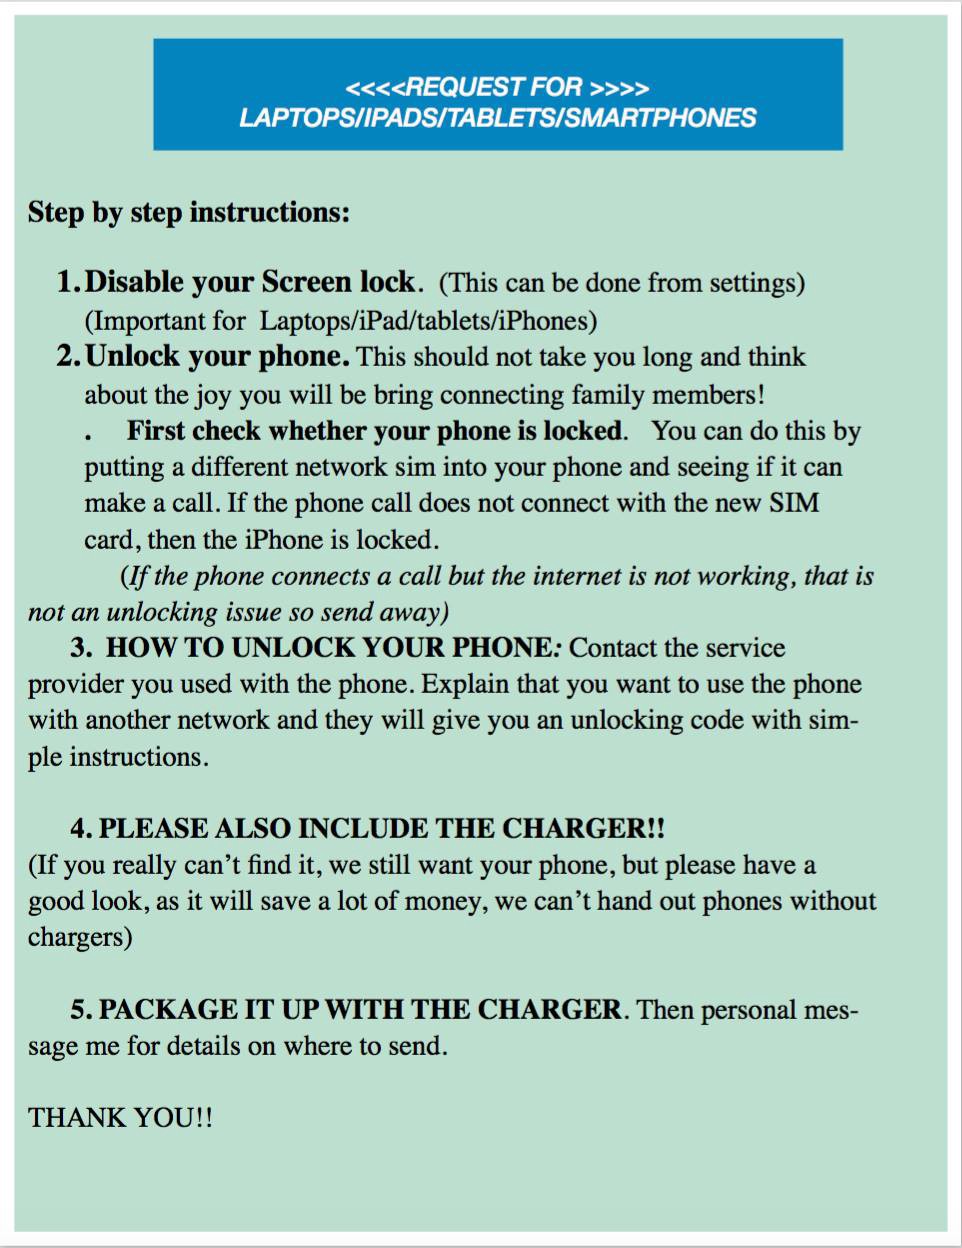 <<<<REQUEST FOR >>>>
LAPTOPS/IPADS/TABLETS/SMARTPHONES
Step by step instructions:
1. Disable your Screen lock. (This can be done from settings)
(Important for Laptops/iPad/tablets/iPhones)
2. Unlock your phone. This should not take you long and think
about the joy you will be bring connecting family members!
. First check whether your phone is locked. You can do this by
putting a different network sim into your phone and seeing if it can
make a call. If the phone call does not connect with the new SIM
card, then the iPhone is locked.
(If the phone connects a call but the internet is not working, that is
not an unlocking issue so send away)
3. HOW TO UNLOCK YOUR PHONE: Contact the service
provider you used with the phone. Explain that you want to use the phone
with another network and they will give you an unlocking code with sim-
ple instructions.
4. PLEASE ALSO INCLUDE THE CHARGER!!
(If you really can’t find it, we still want your phone, but please have a
good look, as it will save a lot of money, we can’t hand out phones without
chargers)
5. PACKAGE IT UP WITH THE CHARGER. Then personal mes-
sage me for details on where to send.
THANK YOU!!